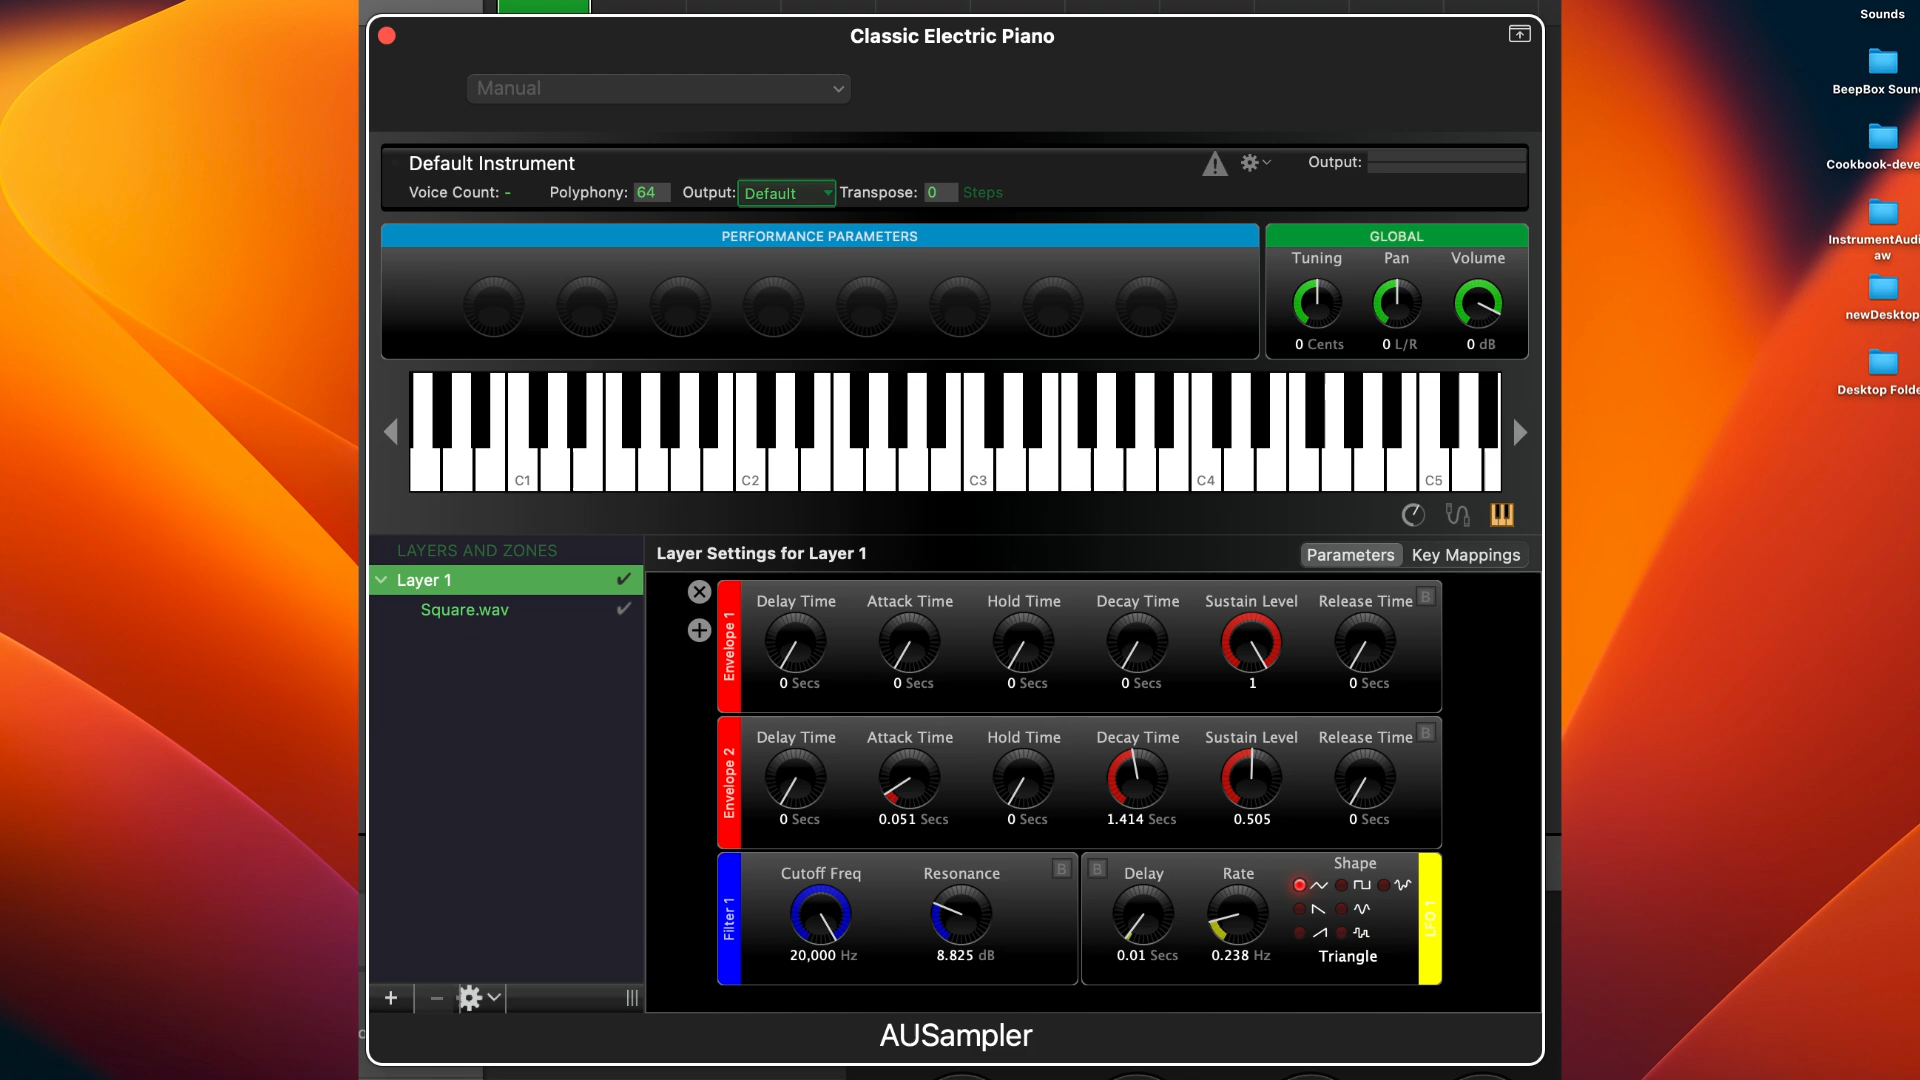 Classic Electric Piano
Manual
Default Instrument
Output:
Voice Count: -
Polyphony: 64
Output: Default
Transpose: 0 Steps
PERFORMANCE PARAMETERS
GLOBAL
Tuning Pan Volume
0 Cents 0 L/R 0 dB
C1 C2 C3 C4 C5
LAYERS AND ZONES
Layer 1
Square.wav
Layer Settings for Layer 1
Parameters Key Mappings
Envelope 1
Delay Time Attack Time Hold Time Decay Time Sustain Level Release Time B
0 Secs 0 Secs 0 Secs 0 Secs 1 0 Secs
Envelope 2
Delay Time Attack Time Hold Time Decay Time Sustain Level Release Time B
0 Secs 0.051 Secs 0 Secs 1.414 Secs 0.505 0 Secs
Filter 1
Cutoff Freq Resonance B
20,000 Hz 8.825 dB
B Delay Rate Shape
0.01 Secs 0.238 Hz Triangle
LFO 1
AUSampler
Sounds
BeepBox Soun
Cookbook-deve
InstrumentAudi
aw
newDesktop
Desktop Folde